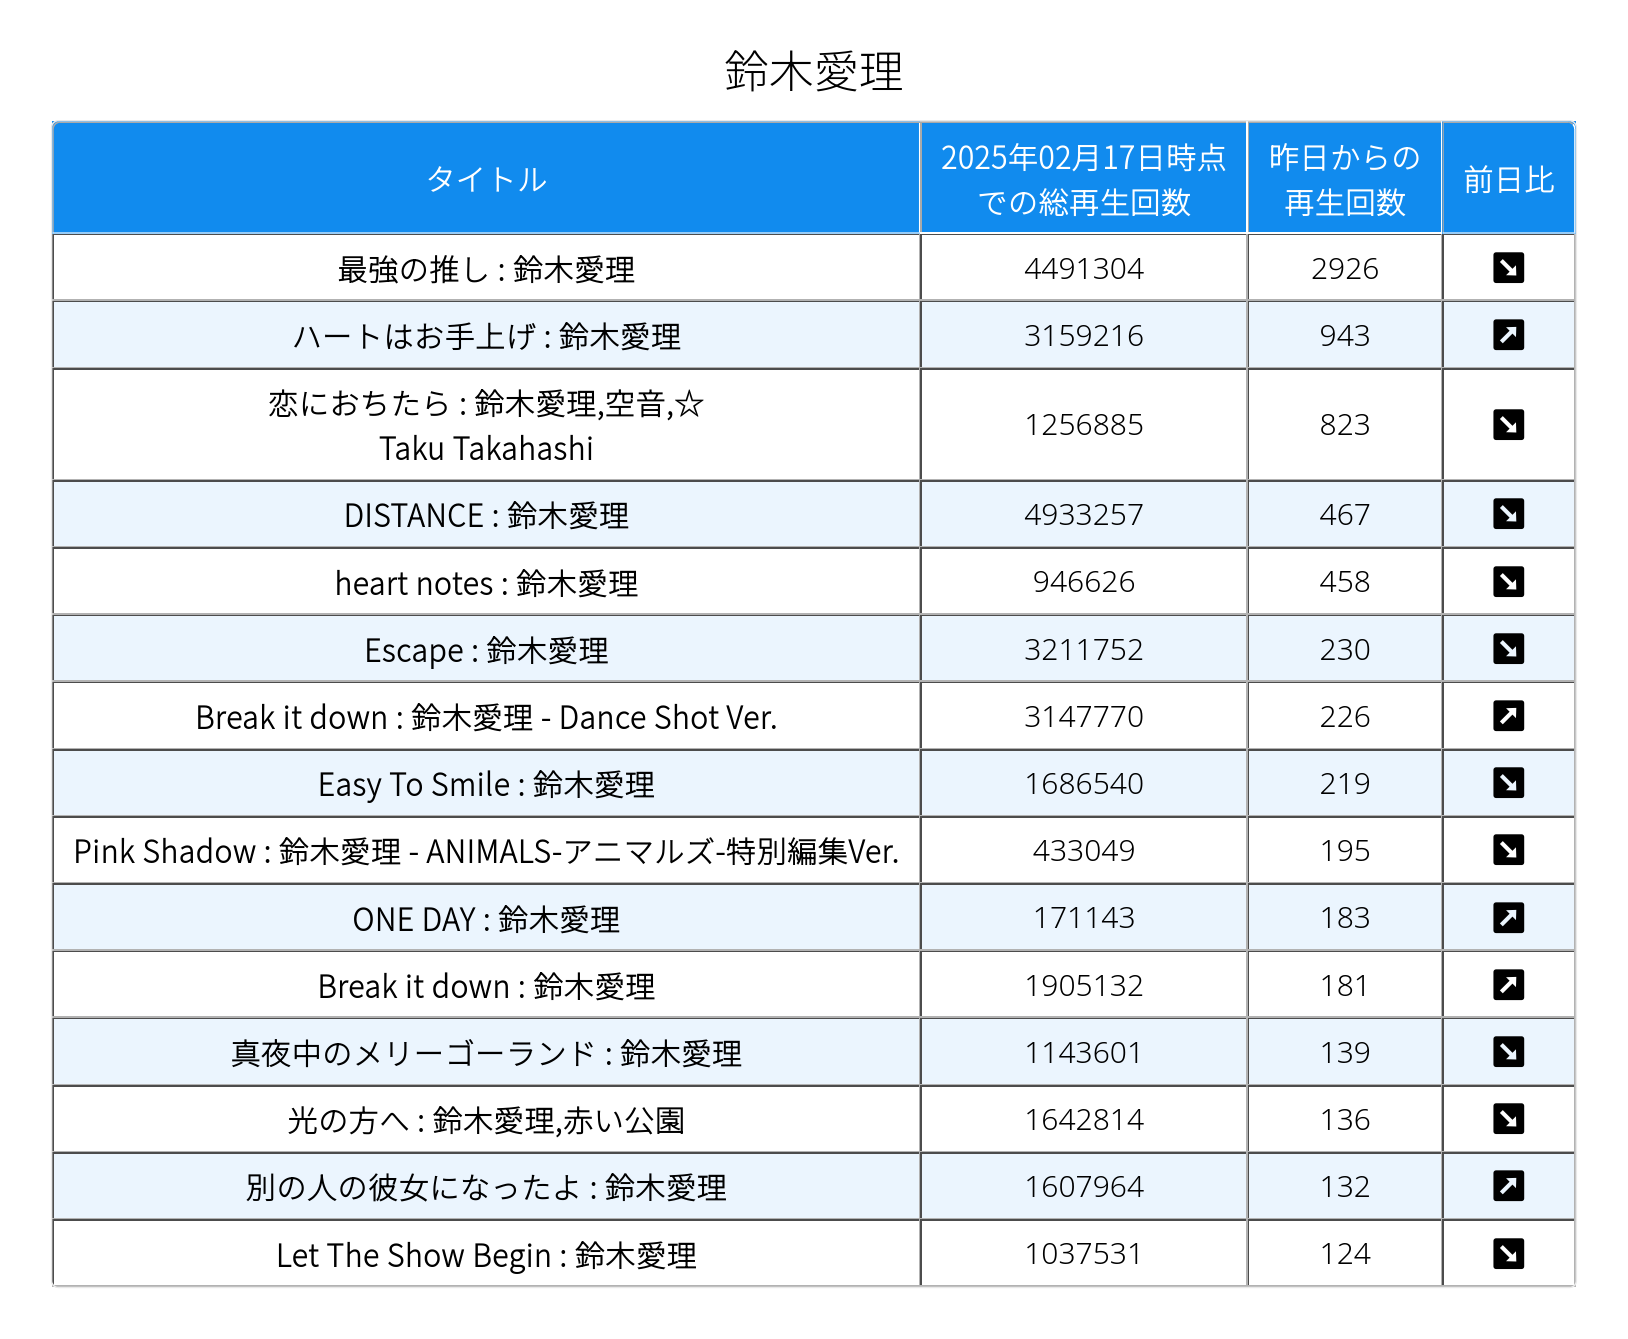 鈴木愛理
タイトル
2025年02月17日時点
での総再生回数
昨日からの
再生回数
前日比
最強の推し : 鈴木愛理 4491304 2926 ↘
ハートはお手上げ : 鈴木愛理 3159216 943 ↗
恋におちたら : 鈴木愛理,空音,☆
Taku Takahashi 1256885 823 ↘
DISTANCE : 鈴木愛理 4933257 467 ↘
heart notes : 鈴木愛理 946626 458 ↘
Escape : 鈴木愛理 3211752 230 ↘
Break it down : 鈴木愛理 - Dance Shot Ver. 3147770 226 ↗
Easy To Smile : 鈴木愛理 1686540 219 ↘
Pink Shadow : 鈴木愛理 - ANIMALS-アニマルズ-特別編集Ver. 433049 195 ↘
ONE DAY : 鈴木愛理 171143 183 ↗
Break it down : 鈴木愛理 1905132 181 ↗
真夜中のメリーゴーランド : 鈴木愛理 1143601 139 ↘
光の方へ : 鈴木愛理,赤い公園 1642814 136 ↘
別の人の彼女になったよ : 鈴木愛理 1607964 132 ↗
Let The Show Begin : 鈴木愛理 1037531 124 ↘